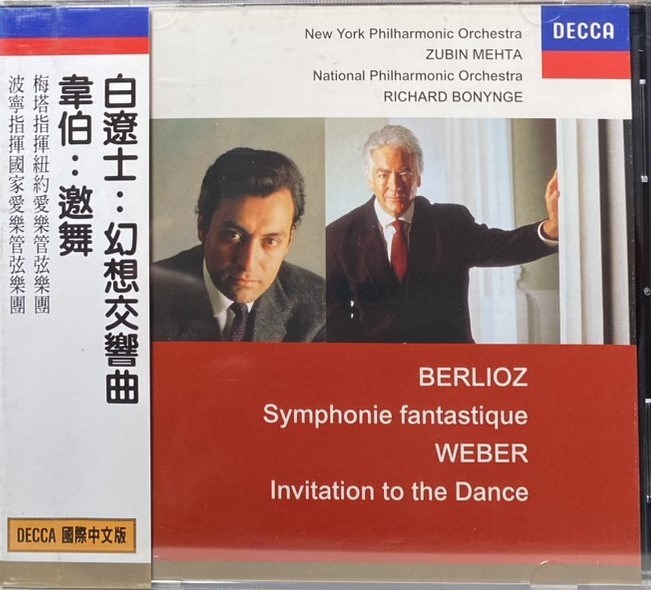 白遼士：幻想交響曲
韋伯：邀舞
梅塔指揮紐約愛樂管弦樂團
波寧指揮國家愛樂管弦樂團
DECCA 國際中文版
New York Philharmonic Orchestra
ZUBIN MEHTA
National Philharmonic Orchestra
RICHARD BONYNGE
DECCA
BERLIOZ
Symphonie fantastique
WEBER
Invitation to the Dance